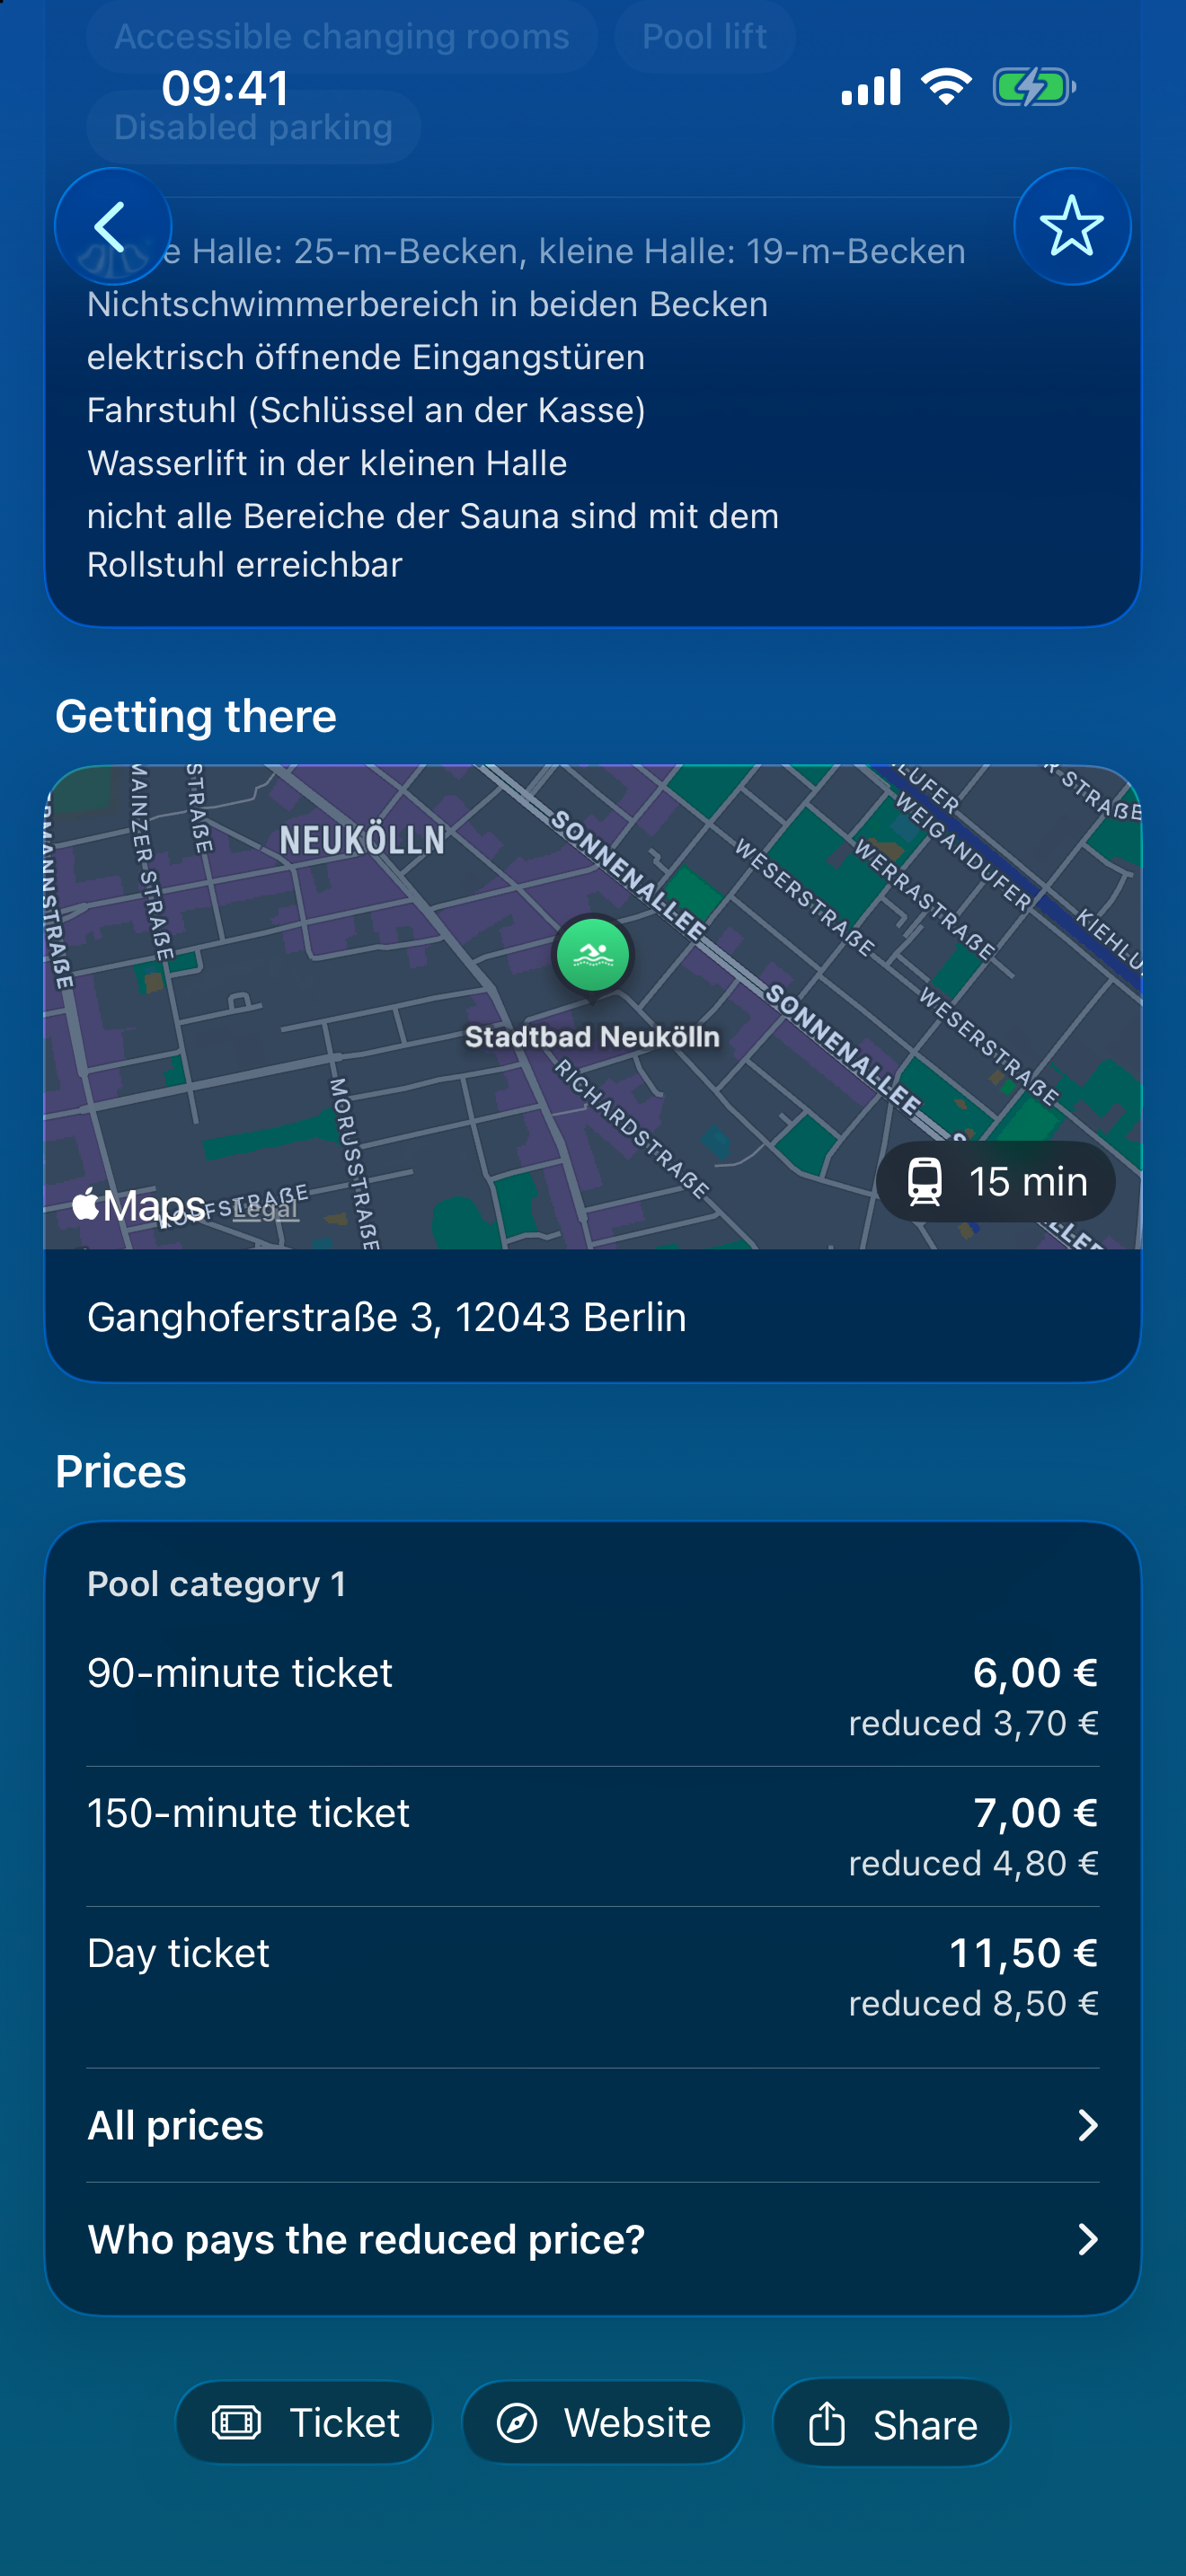 Accessible changing rooms
Pool lift
09:41
Disabled parking
e Halle: 25-m-Becken, kleine Halle: 19-m-Becken
Nichtschwimmerbereich in beiden Becken
elektrisch öffnende Eingangstüren
Fahrstuhl (Schlüssel an der Kasse)
Wasserlift in der kleinen Halle
nicht alle Bereiche der Sauna sind mit dem
Rollstuhl erreichbar
Getting there
MAINZER STRASSE
STRASSE
NEUKÖLLN
SONNENALLEE
WESERSTRASSE
WERRASTRASSE
WEIGANDUFER
Stadtbad Neukölln
SONNENALLEE
WESERSTRASSE
RICHARDSTRASSE
MORUSSTRASSE
Maps
Legal
15 min
Ganghoferstraße 3, 12043 Berlin
Prices
Pool category 1
90-minute ticket
6,00 €
reduced 3,70 €
150-minute ticket
7,00 €
reduced 4,80 €
Day ticket
11,50 €
reduced 8,50 €
All prices
Who pays the reduced price?
Ticket
Website
Share